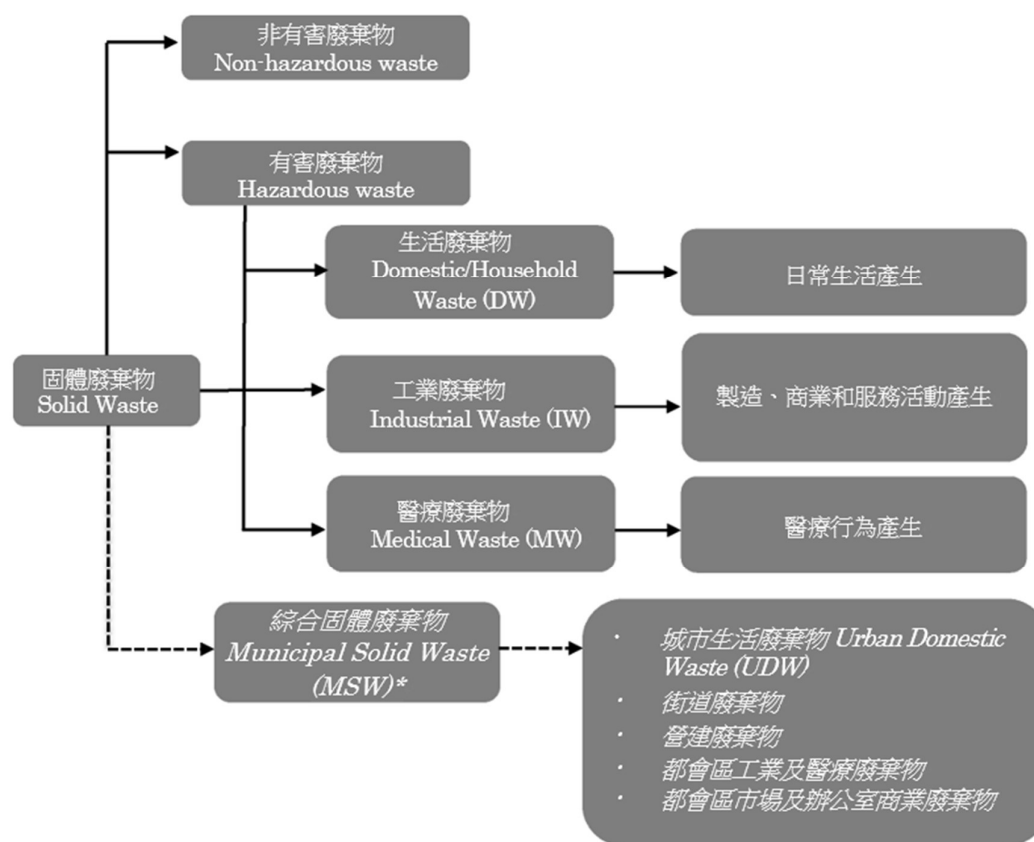 非有害廢棄物
Non-hazardous waste
有害廢棄物
Hazardous waste
生活廢棄物
Domestic/Household
Waste (DW)
日常生活產生
固體廢棄物
Solid Waste
工業廢棄物
Industrial Waste (IW)
製造、商業和服務活動產生
醫療廢棄物
Medical Waste (MW)
醫療行為產生
綜合固體廢棄物
Municipal Solid Waste
(MSW)*
· 城市生活廢棄物 Urban Domestic
Waste (UDW)
· 街道廢棄物
· 營建廢棄物
· 都會區工業及醫療廢棄物
· 都會區市場及辦公室商業廢棄物